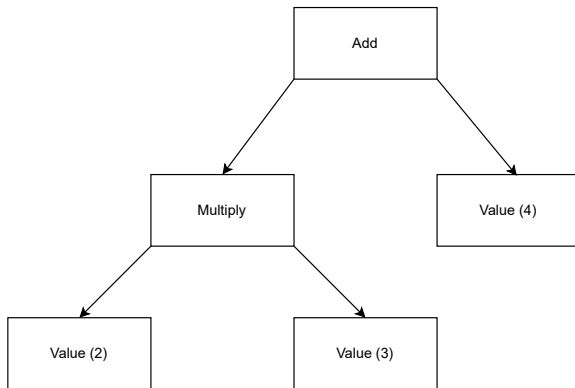 Add
Multiply
Value (4)
Value (2)
Value (3)